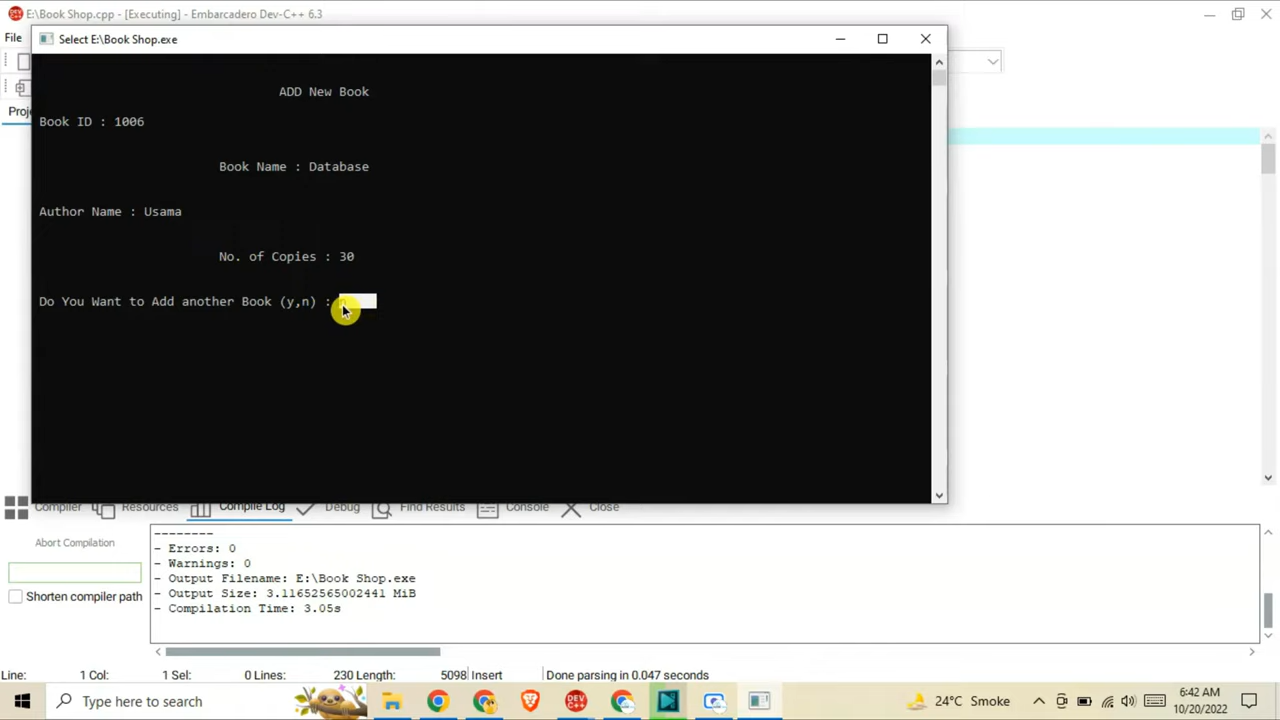 E:\Book Shop.cpp - [Executing] - Embarcadero Dev-C++ 6.3
File
Select E:\Book Shop.exe
Proj
ADD New Book
Book ID : 1006
Book Name : Database
Author Name : Usama
No. of Copies : 30
Do You Want to Add another Book (y,n) :
Compiler Resources Compile Log Debug Find Results Console Close
Abort Compilation
Shorten compiler path
--------
- Errors: 0
- Warnings: 0
- Output Filename: E:\Book Shop.exe
- Output Size: 3.11652565002441 MiB
- Compilation Time: 3.05s
Line: 1 Col: 1 Sel: 0 Lines: 230 Length: 5098 Insert Done parsing in 0.047 seconds
Type here to search
DEV
24°C Smoke
6:42 AM
10/20/2022